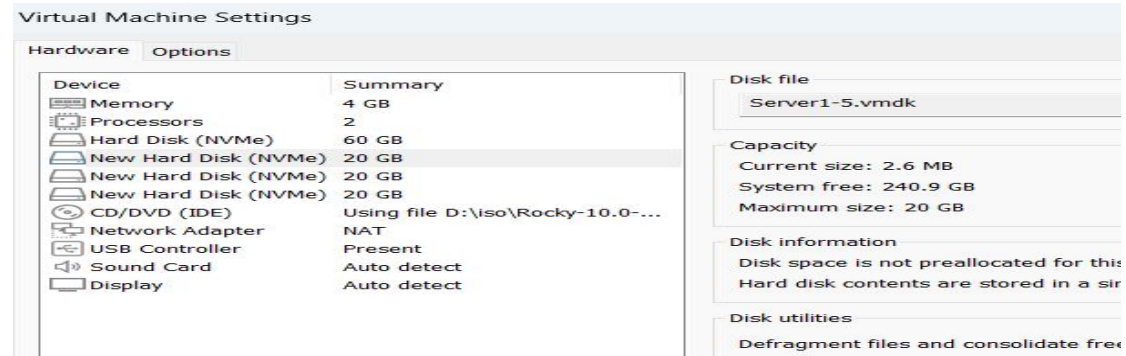 Virtual Machine Settings
Hardware Options
Device Summary
Memory 4 GB
Processors 2
Hard Disk (NVMe) 60 GB
New Hard Disk (NVMe) 20 GB
New Hard Disk (NVMe) 20 GB
New Hard Disk (NVMe) 20 GB
CD/DVD (IDE) Using file D:\iso\Rocky-10.0-...
Network Adapter NAT
USB Controller Present
Sound Card Auto detect
Display Auto detect
Disk file
Server1-5.vmdk
Capacity
Current size: 2.6 MB
System free: 240.9 GB
Maximum size: 20 GB
Disk information
Disk space is not preallocated for this
Hard disk contents are stored in a
Disk utilities
Defragment files and consolidate